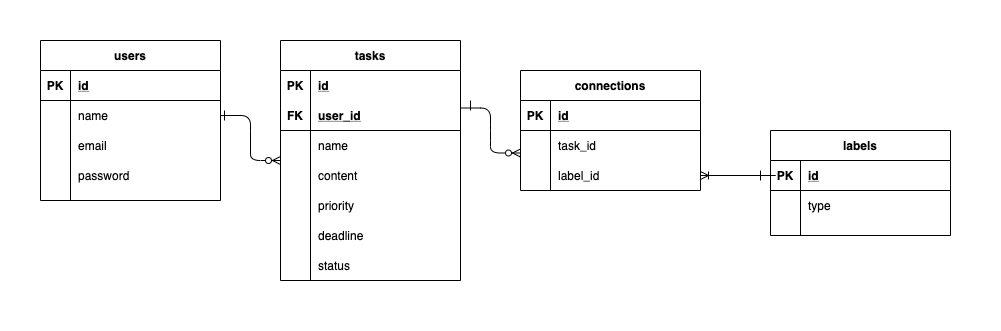 users
PK id
name
email
password
tasks
PK id
FK user_id
name
content
priority
deadline
status
connections
PK id
task_id
label_id
labels
PK id
type